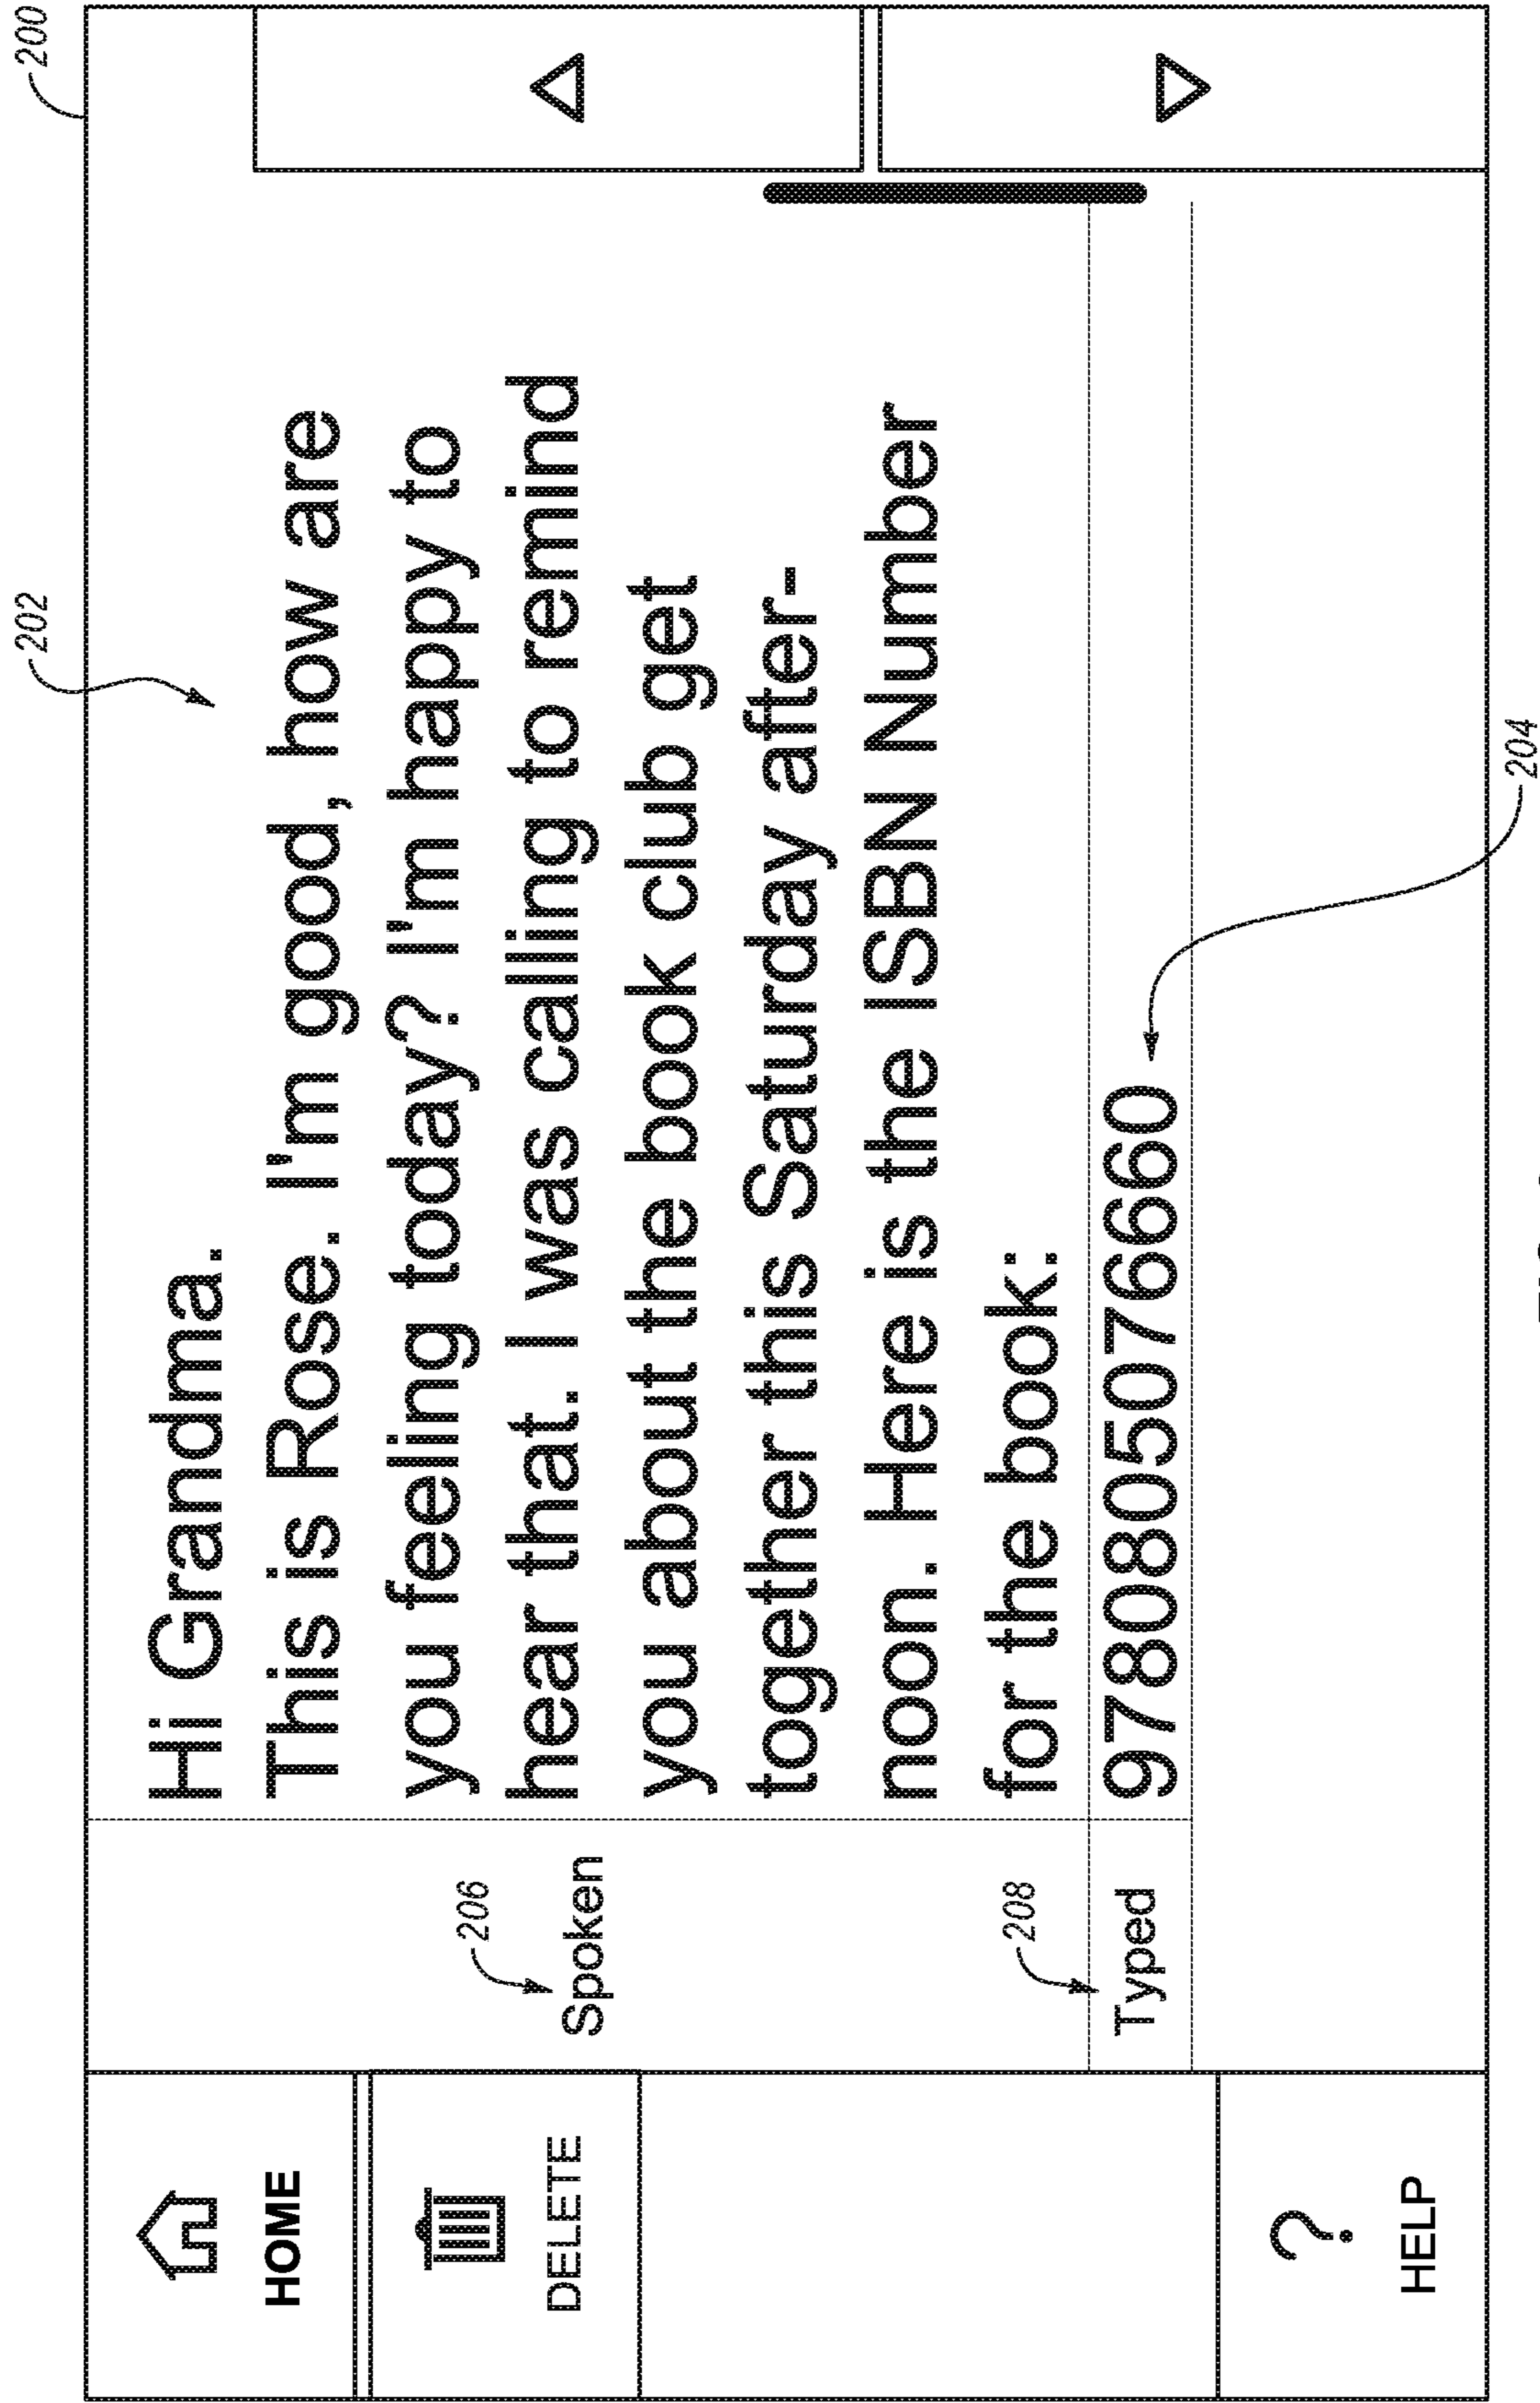 200
202
HOME
DELETE
HELP
206
Spoken
208
Typed
Hi Grandma.
This is Rose. I'm good, how are
you feeling today? I'm happy to
hear that. I was calling to remind
you about the book club get
together this Saturday after-
noon. Here is the ISBN Number
for the book:
9780805076660
204